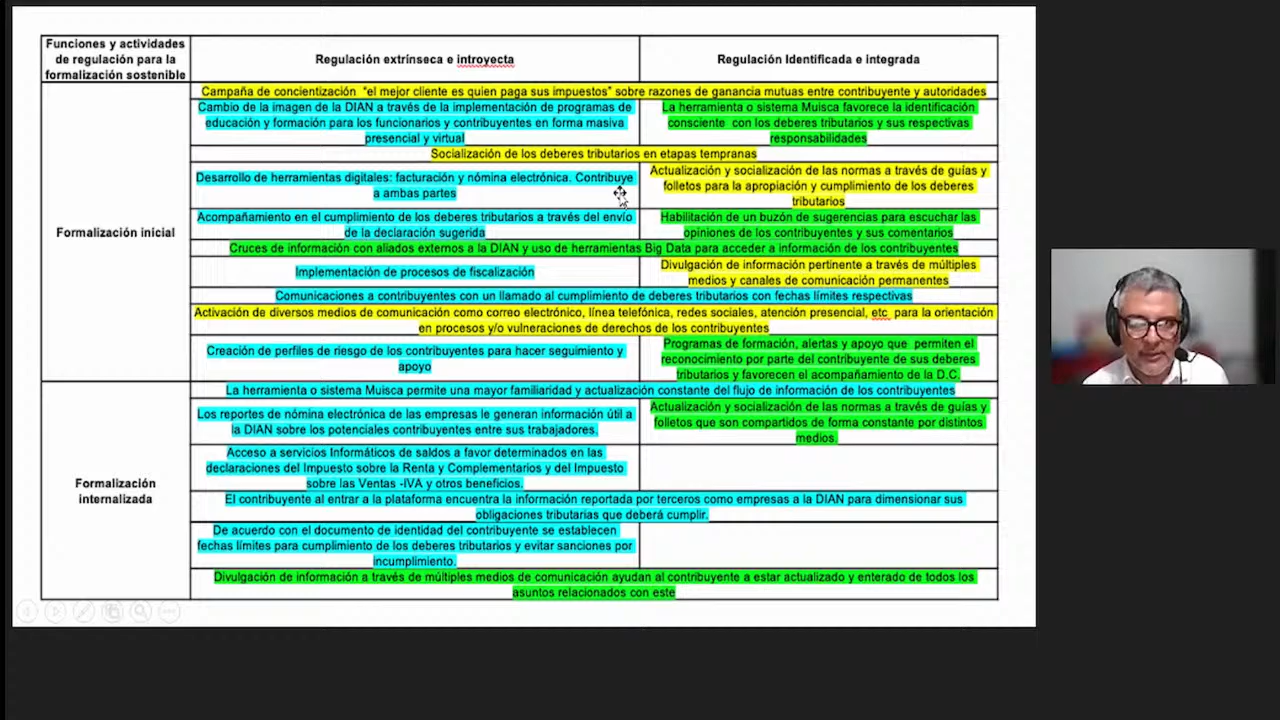 Funciones y actividades
de regulación para la
formalización sostenible
Regulación extrínseca e introyecta
Regulación Identificada e integrada
Formalización inicial
Campaña de concientización "el mejor cliente es quien paga sus impuestos" sobre razones de ganancia mutuas entre contribuyente y autoridades
Cambio de la imagen de la DIAN a través de la implementación de programas de
educación y formación para los funcionarios y contribuyentes en forma masiva
presencial y virtual
La herramienta o sistema Muisca favorece la identificación
consciente con los deberes tributarios y sus respectivas
responsabilidades
Socialización de los deberes tributarios en etapas tempranas
Desarrollo de herramientas digitales: facturación y nómina electrónica. Contribuye
a ambas partes
Actualización y socialización de las normas a través de guías y
folletos para la apropiación y cumplimiento de los deberes
tributarios
Acompañamiento en el cumplimiento de los deberes tributarios a través del envío
de la declaración sugerida
Habilitación de un buzón de sugerencias para escuchar las
opiniones de los contribuyentes y sus comentarios
Cruces de información con aliados externos a la DIAN y uso de herramientas Big Data para acceder a información de los contribuyentes
Implementación de procesos de fiscalización
Divulgación de información pertinente a través de múltiples
medios y canales de comunicación permanentes
Comunicaciones a contribuyentes con un llamado al cumplimiento de deberes tributarios con fechas límites respectivas
Activación de diversos medios de comunicación como correo electrónico, línea telefónica, redes sociales, atención presencial, etc para la orientación
en procesos y/o vulneraciones de derechos de los contribuyentes
Creación de perfiles de riesgo de los contribuyentes para hacer seguimiento y
apoyo
Programas de formación, alertas y apoyo que permiten el
reconocimiento por parte del contribuyente de sus deberes
tributarios y favorecen el acompañamiento de la D.C.
Formalización
internalizada
La herramienta o sistema Muisca permite una mayor familiaridad y actualización constante del flujo de información de los contribuyentes
Los reportes de nómina electrónica de las empresas le generan información útil a
la DIAN sobre los potenciales contribuyentes entre sus trabajadores.
Actualización y socialización de las normas a través de guías y
folletos que son compartidos de forma constante por distintos
medios.
Acceso a servicios Informáticos de saldos a favor determinados en las
declaraciones del Impuesto sobre la Renta y Complementarios y del Impuesto
sobre las Ventas -IVA y otros beneficios.
El contribuyente al entrar a la plataforma encuentra la información reportada por terceros como empresas a la DIAN para dimensionar sus
obligaciones tributarias que deberá cumplir.
De acuerdo con el documento de identidad del contribuyente se establecen
fechas límites para cumplimiento de los deberes tributarios y evitar sanciones por
incumplimiento.
Divulgación de información a través de múltiples medios de comunicación ayudan al contribuyente a estar actualizado y enterado de todos los
asuntos relacionados con este